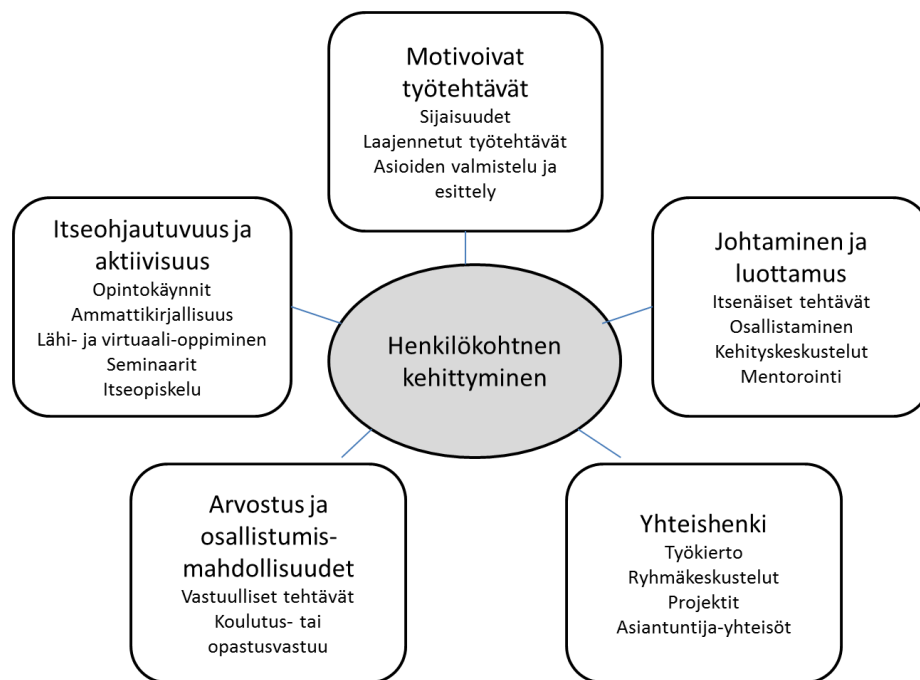 Motivoivat
työtehtävät
Sijaisuudet
Laajennetut työtehtävät
Asioiden valmistelu ja
esittely
Itseohjautuvuus ja
aktiivisuus
Opintokäynnit
Ammattikirjallisuus
Lähi- ja virtuaali-oppiminen
Seminaarit
Itseopiskelu
Johtaminen ja
luottamus
Itsenäiset tehtävät
Osallistaminen
Kehityskeskustelut
Mentorointi
Henkilökohtnen
kehittyminen
Arvostus ja
osallistumis-
mahdollisuudet
Vastuulliset tehtävät
Koulutus- tai
opastusvastuu
Yhteishenki
Työkierto
Ryhmäkeskustelut
Projektit
Asiantuntija-yhteisöt